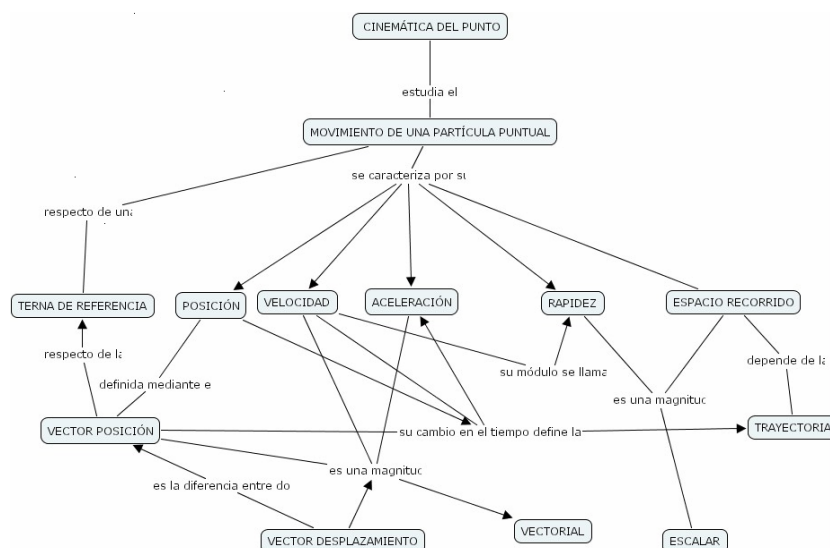 CINEMÁTICA DEL PUNTO
estudia el
MOVIMIENTO DE UNA PARTÍCULA PUNTUAL
se caracteriza por su
respecto de una
TERNA DE REFERENCIA
POSICIÓN
VELOCIDAD
ACELERACIÓN
RAPIDEZ
ESPACIO RECORRIDO
respecto de la
definida mediante e
su módulo se llama
depende de la
es una magnitud
VECTOR POSICIÓN
su cambio en el tiempo define la
TRAYECTORIA
es una magnitud
es la diferencia entre do
VECTOR DESPLAZAMIENTO
VECTORIAL
ESCALAR